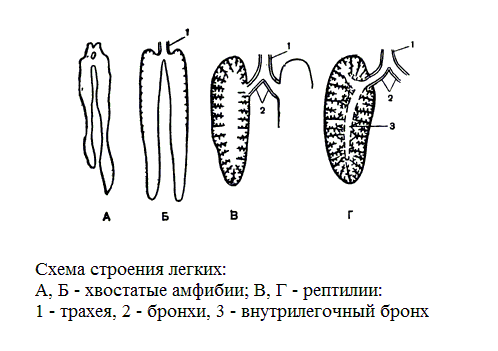 1
1
1
2
2
3
А Б В Г
Схема строения легких:
А, Б - хвостатые амфибии; В, Г - рептилии:
1 - трахея, 2 - бронхи, 3 - внутрилегочный бронх